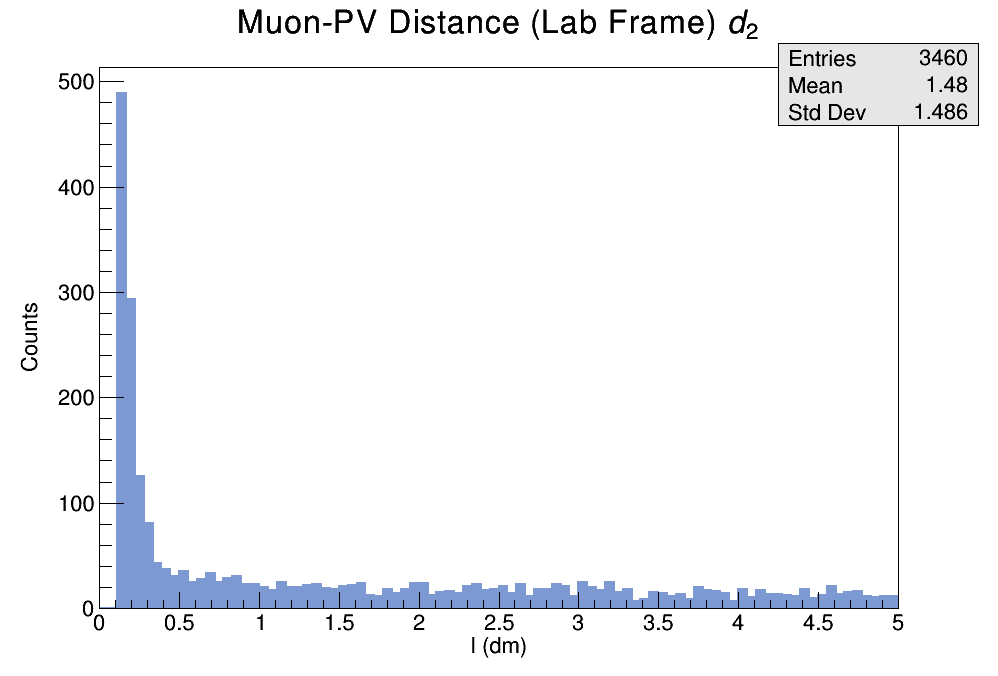 Muon-PV Distance (Lab Frame) d₂
Entries 3460
Mean 1.48
Std Dev 1.486
500
400
300
200
100
0
Counts
0 0.5 1 1.5 2 2.5 3 3.5 4 4.5 5
l (dm)